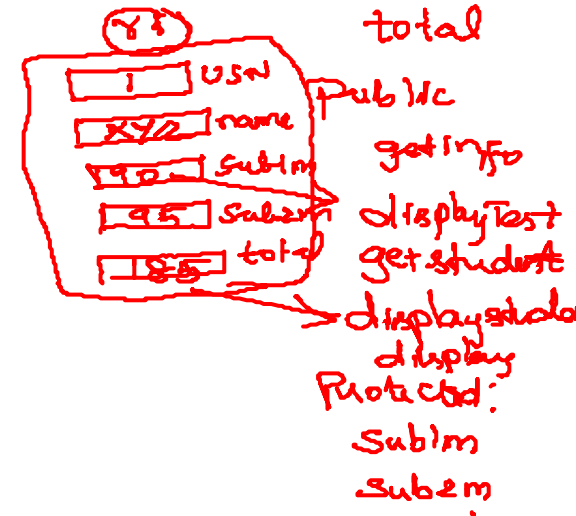 total
1 USN
public
XYZ name
getinfo
90 sub1m
95 sub2m
displayTest
185 total
getstudent
display
Protected:
sub1m
sub2m